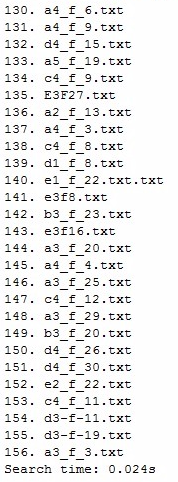 130. a4_f_6.txt
131. a4_f_9.txt
132. d4_f_15.txt
133. a5_f_19.txt
134. c4_f_9.txt
135. E3F27.txt
136. a2_f_13.txt
137. a4_f_3.txt
138. c4_f_8.txt
139. d1_f_8.txt
140. e1_f_22.txt.txt
141. e3f8.txt
142. b3_f_23.txt
143. e3f16.txt
144. a3_f_20.txt
145. a4_f_4.txt
146. a3_f_25.txt
147. c4_f_12.txt
148. a3_f_29.txt
149. b3_f_20.txt
150. d4_f_26.txt
151. d4_f_30.txt
152. e2_f_22.txt
153. c4_f_11.txt
154. d3-f-11.txt
155. d3-f-19.txt
156. a3_f_3.txt
Search time: 0.024s